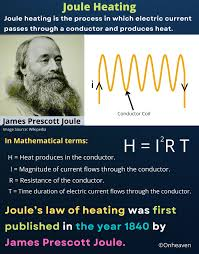 Joule Heating
Joule heating is the process in which electric current
passes through a conductor and produces heat.
i
Conductor Coil
James Prescott Joule
Image Source: Wikipedia
In Mathematical terms:
H = I²R T
H = Heat produces in the conductor.
I = Magnitude of current flows through the conductor.
R = Resistance of the conductor.
T = Time duration of electric current flows through the conductor.
Joule's law of heating was first
published in the year 1840 by
James Prescott Joule.
©Onheaven